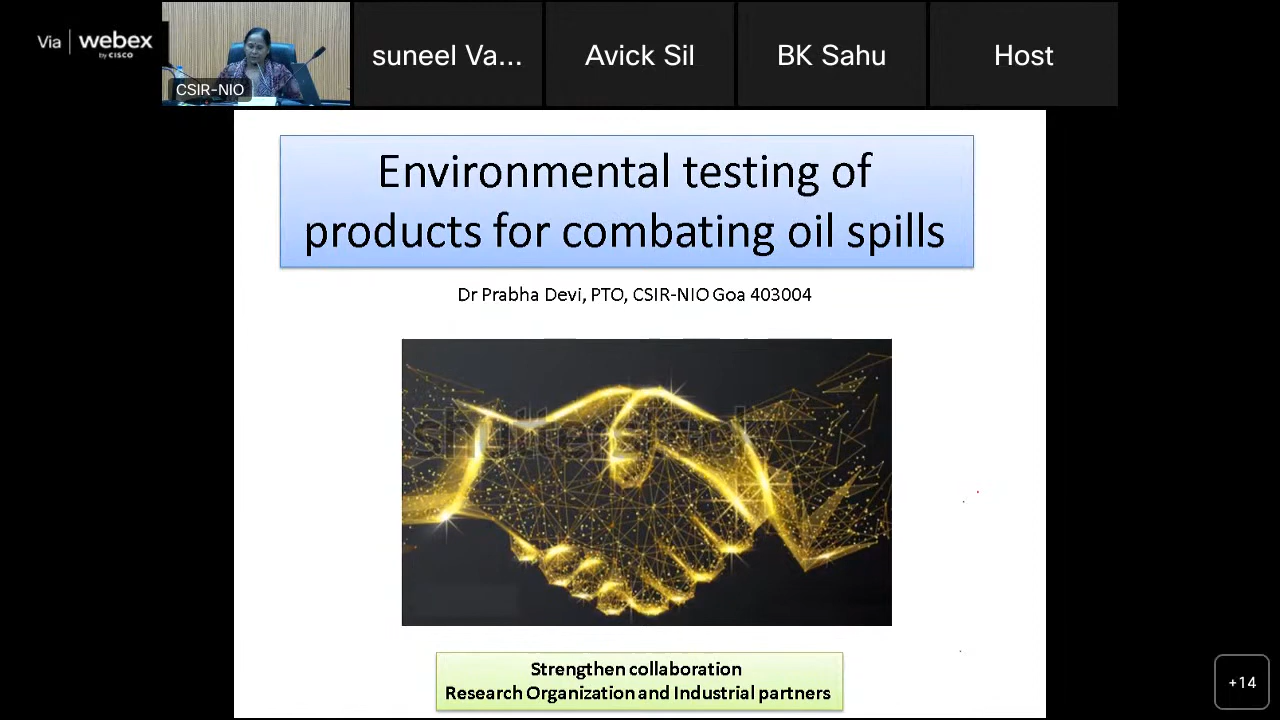 Via | webex
by CISCO
CSIR-NIO
suneel Va...
Avick Sil
BK Sahu
Host
Environmental testing of
products for combating oil spills
Dr Prabha Devi, PTO, CSIR-NIO Goa 403004
shutterstock
Strengthen collaboration
Research Organization and Industrial partners
+14